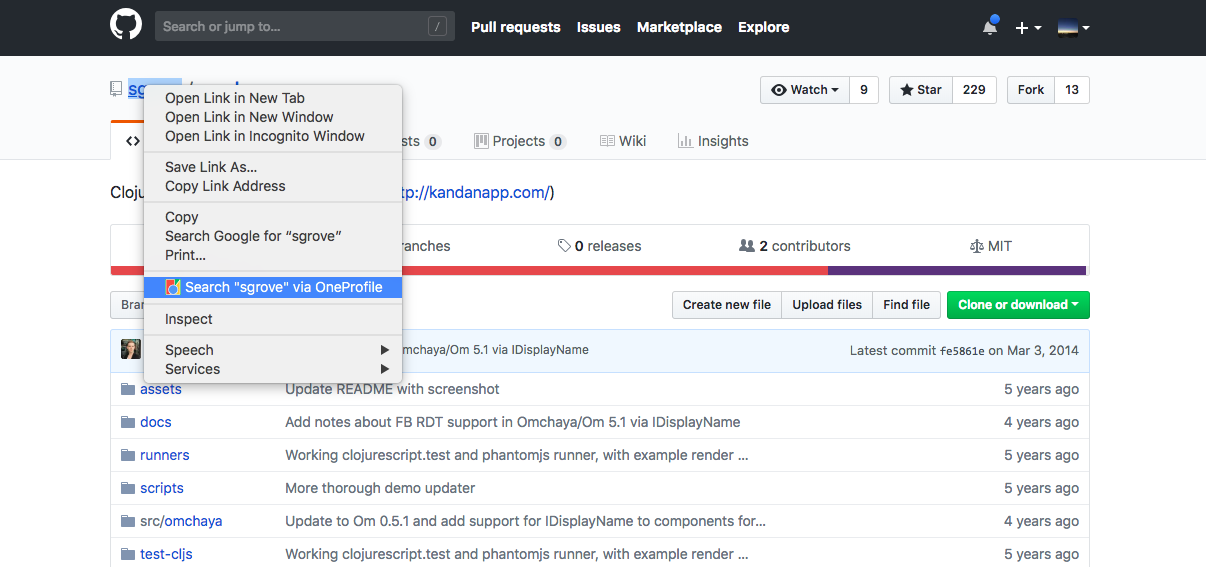 Search or jump to...
/
Pull requests
Issues
Marketplace
Explore
sg
/
Watch
9
Star
229
Fork
13
Open Link in New Tab
Open Link in New Window
Open Link in Incognito Window
Save Link As...
Copy Link Address
Copy
Search Google for “sgrove”
Print...
Search "sgrove" via OneProfile
Inspect
Speech
Services
<>
sts 0
Projects 0
Wiki
Insights
Cloju
tp://kandanapp.com/)
ranches
0 releases
2 contributors
MIT
Bran
Create new file
Upload files
Find file
Clone or download
mchaya/Om 5.1 via IDisplayName
Latest commit fe5861e on Mar 3, 2014
assets Update README with screenshot 5 years ago
docs Add notes about FB RDT support in Omchaya/Om 5.1 via IDisplayName 4 years ago
runners Working clojurescript.test and phantomjs runner, with example render ... 5 years ago
scripts More thorough demo updater 5 years ago
src/omchaya Update to Om 0.5.1 and add support for IDisplayName to components for... 4 years ago
test-cljs Working clojurescript.test and phantomjs runner, with example render ... 5 years ago